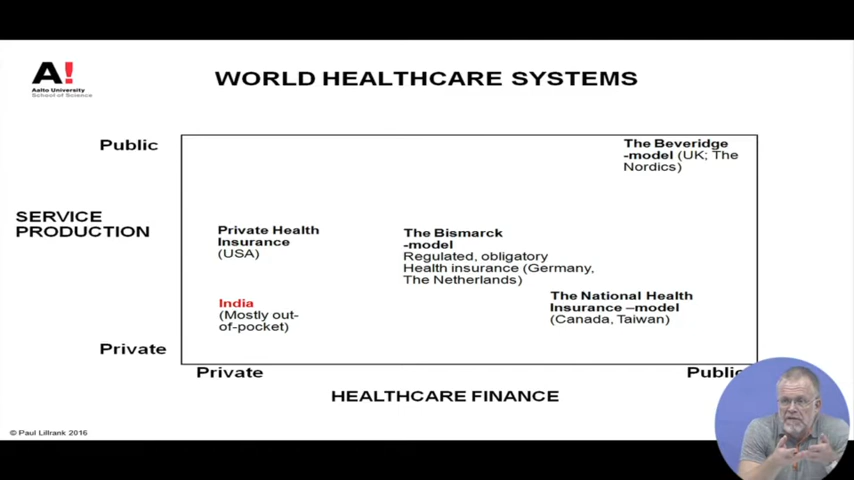 A!
Aalto University
School of Science
WORLD HEALTHCARE SYSTEMS
Public
The Beveridge
-model (UK; The
Nordics)
SERVICE
PRODUCTION
Private Health
Insurance
(USA)
The Bismarck
-model
Regulated, obligatory
Health insurance (Germany,
The Netherlands)
India
(Mostly out-
of-pocket)
The National Health
Insurance –model
(Canada, Taiwan)
Private
Private
Public
HEALTHCARE FINANCE
© Paul Lillrank 2016